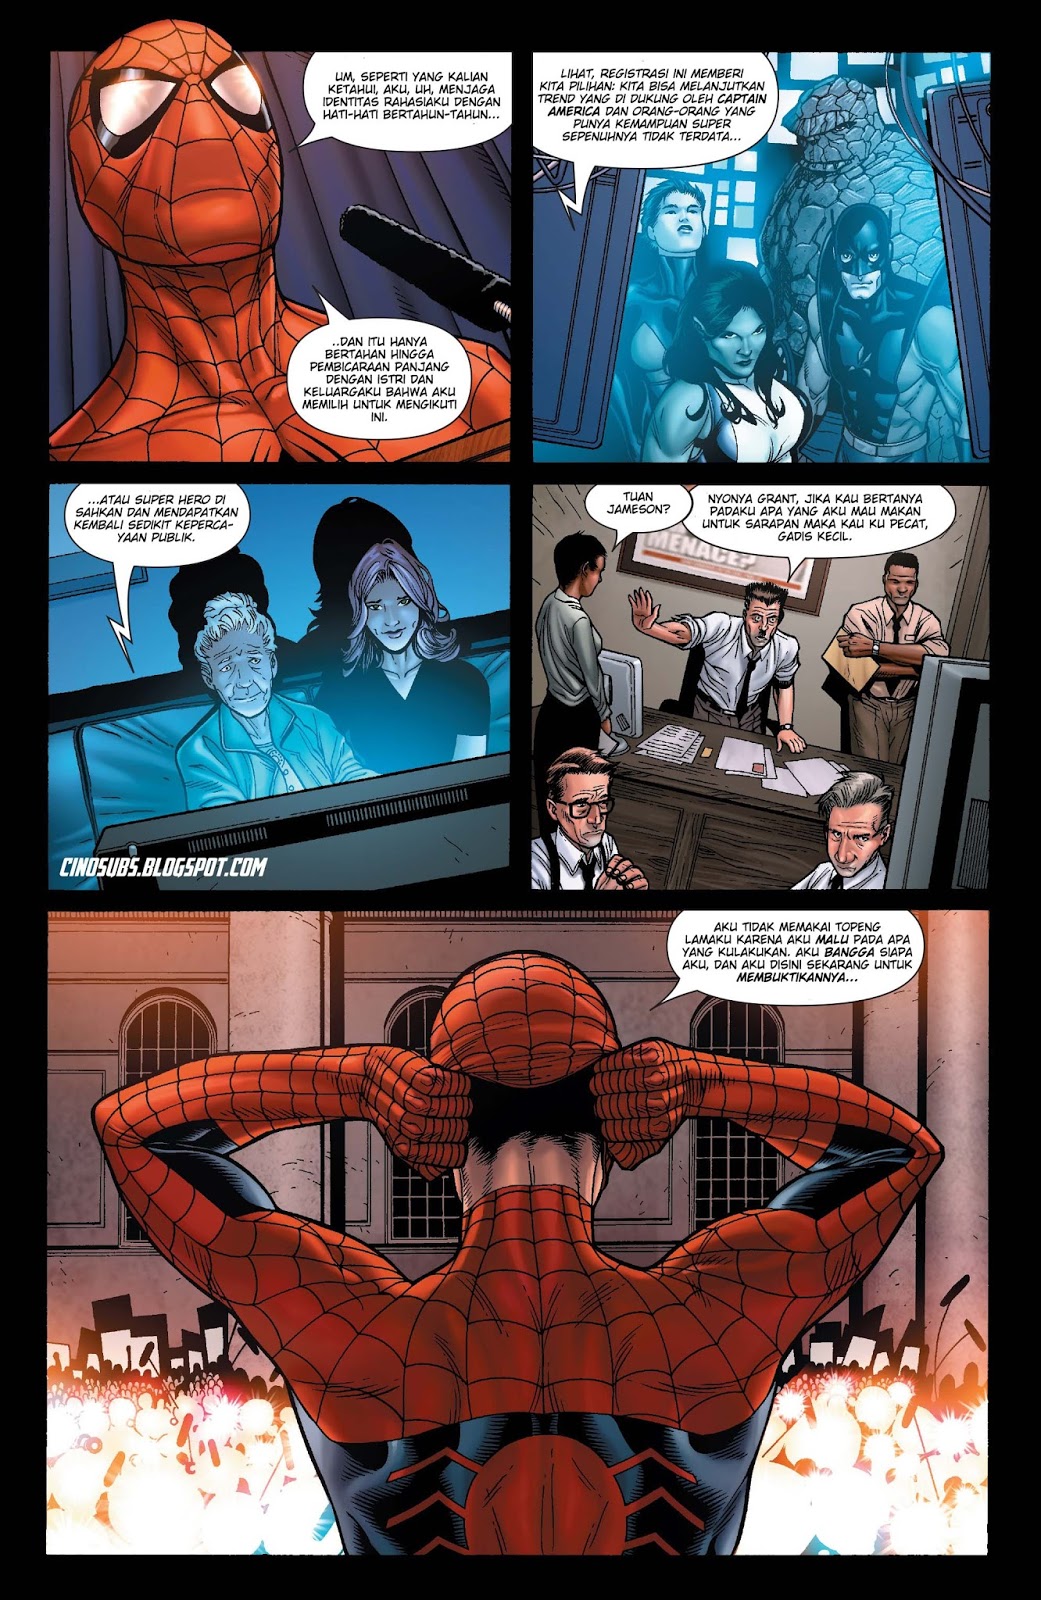 UM, SEPERTI YANG KALIAN
KETAHUI, AKU, UH, MENJAGA
IDENTITAS RAHASIAKU DENGAN
HATI-HATI BERTAHUN-TAHUN...
..DAN ITU HANYA
BERTAHAN HINGGA
PEMBICARAAN PANJANG
DENGAN ISTRI DAN
KELUARGAKU BAHWA AKU
MEMILIH UNTUK MENGIKUTI
INI.
LIHAT, REGISTRASI INI MEMBERI
KITA PILIHAN: KITA BISA MELANJUTKAN
TREND YANG DI DUKUNG OLEH CAPTAIN
AMERICA DAN ORANG-ORANG YANG
PUNYA KEMAMPUAN SUPER
SEPENUHNYA TIDAK TERDATA...
...ATAU SUPER HERO DI
SAHKAN DAN MENDAPATKAN
KEMBALI SEDIKIT KEPERCA-
YAAN PUBLIK.
CINOSUBS.BLOGSPOT.COM
TUAN
JAMESON?
NYONYA GRANT, JIKA KAU BERTANYA
PADAKU APA YANG AKU MAU MAKAN
UNTUK SARAPAN MAKA KAU KU PECAT,
GADIS KECIL.
MENACE?
AKU TIDAK MEMAKAI TOPENG
LAMAKU KARENA AKU MALU PADA APA
YANG KULAKUKAN. AKU BANGGA SIAPA
AKU, DAN AKU DISINI SEKARANG UNTUK
MEMBUKTIKANNYA...